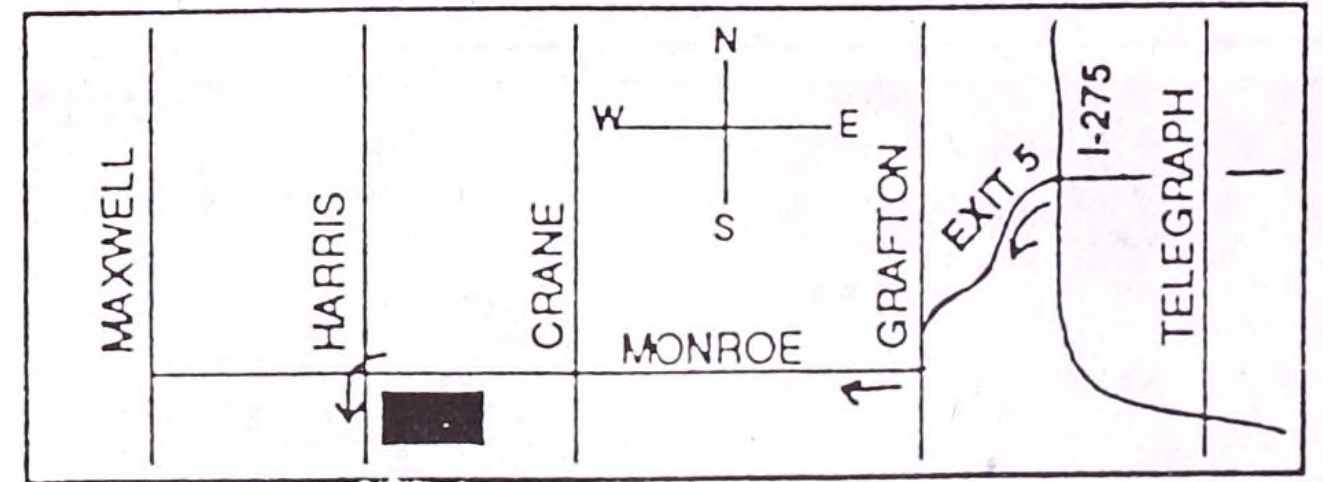 MAXWELL
HARRIS
CRANE
N
W
E
S
MONROE
GRAFTON
EXIT 5
I-275
TELEGRAPH